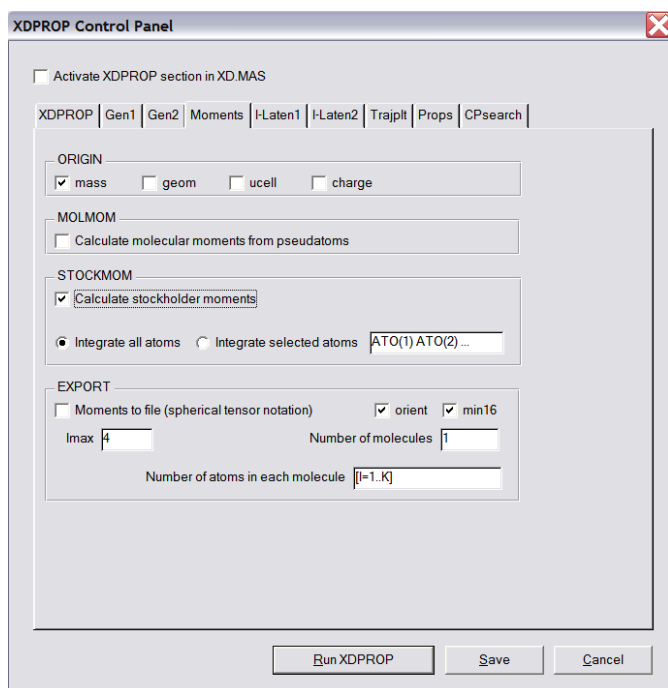 XDPROP Control Panel
Activate XDPROP section in XD.MAS
XDPROP Gen1 Gen2 Moments I-Laten1 I-Laten2 Trajplt Props CPsearch
ORIGIN
mass geom ucell charge
MOLMOM
Calculate molecular moments from pseudatoms
STOCKMOM
Calculate stockholder moments
Integrate all atoms Integrate selected atoms ATO(1) ATO(2) ...
EXPORT
Moments to file (spherical tensor notation) orient min16
lmax 4 Number of molecules 1
Number of atoms in each molecule [I=1..K]
Run XDPROP Save Cancel